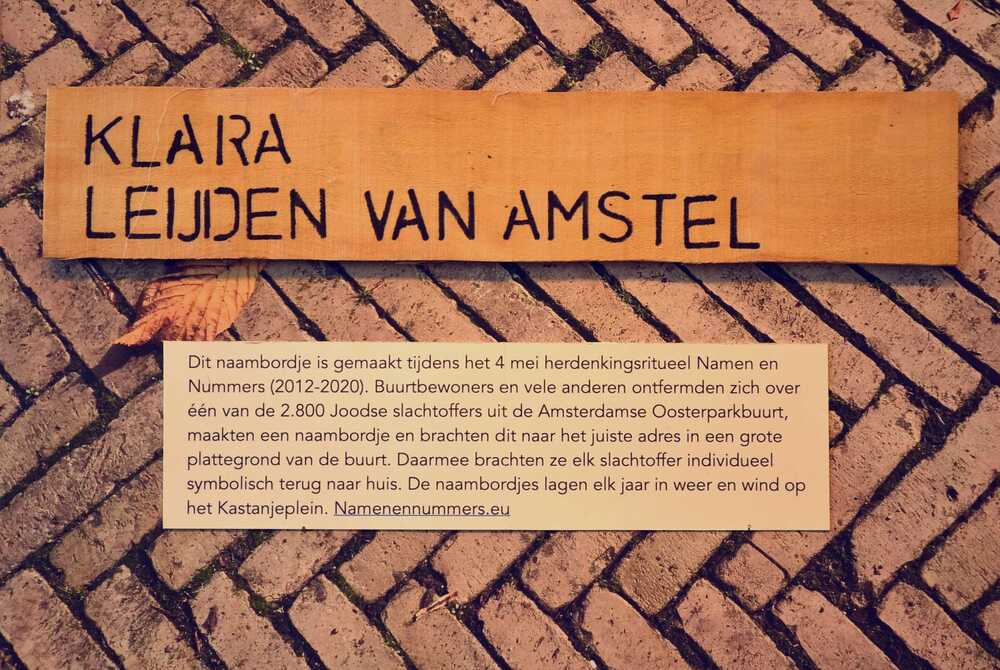 KLARA
LEIJDEN VAN AMSTEL
Dit naambordje is gemaakt tijdens het 4 mei herdenkingsritueel Namen en
Nummers (2012-2020). Buurtbewoners en vele anderen ontfermden zich over
één van de 2.800 Joodse slachtoffers uit de Amsterdamse Oosterparkbuurt,
maakten een naambordje en brachten dit naar het juiste adres in een grote
plattegrond van de buurt. Daarmee brachten ze elk slachtoffer individueel
symbolisch terug naar huis. De naambordjes lagen elk jaar in weer en wind op
het Kastanjeplein. Namenennummers.eu